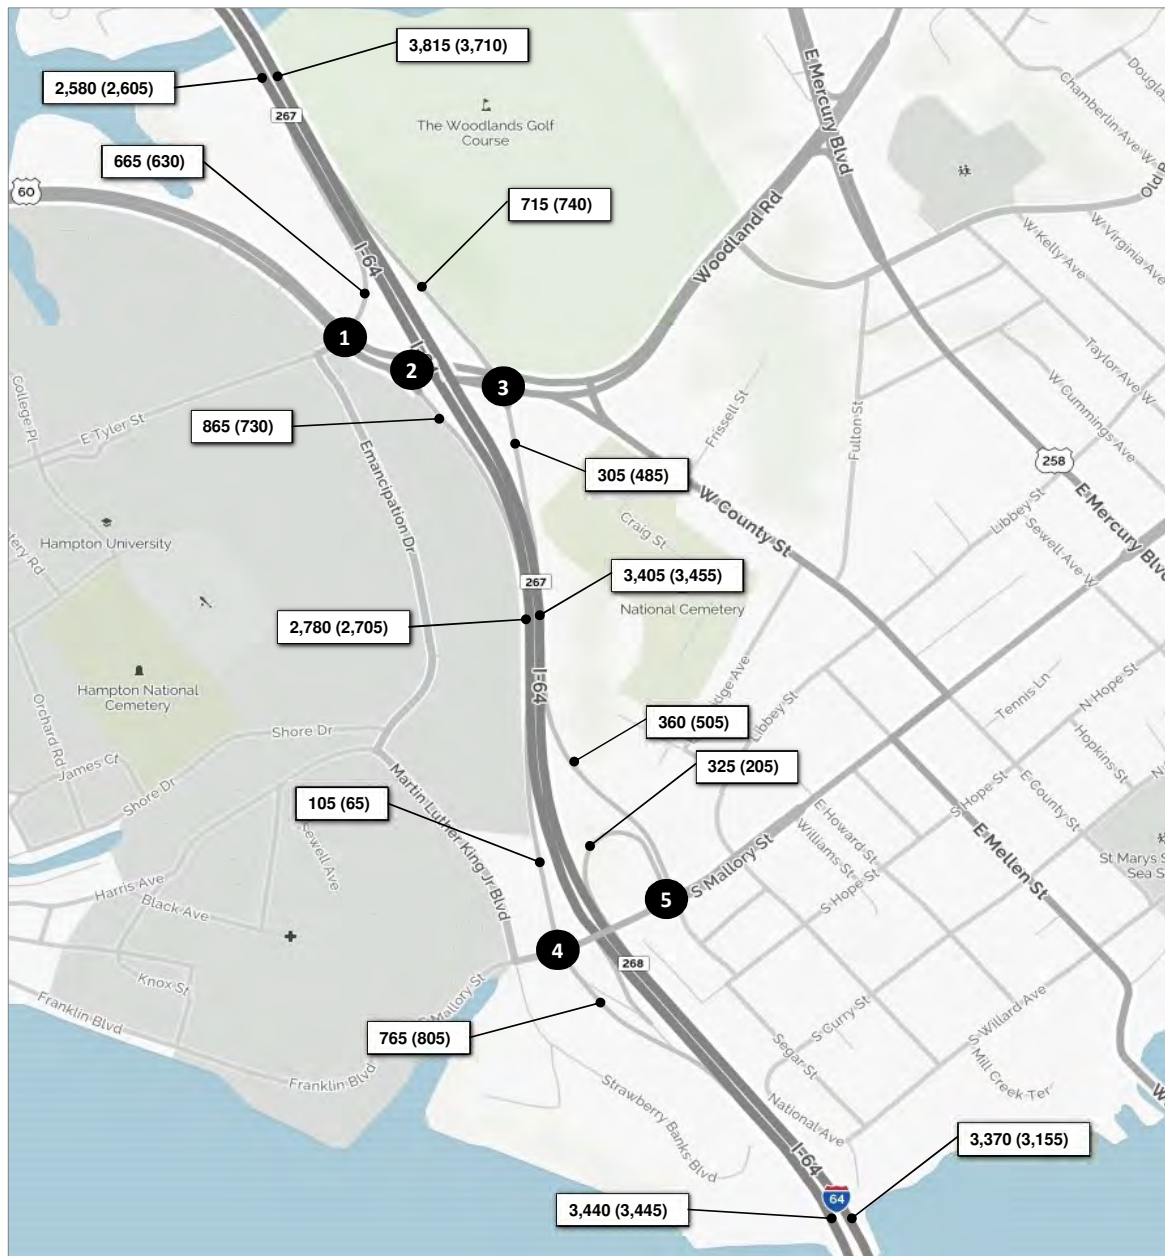 3,815 (3,710)
2,580 (2,605)
267
The Woodlands Golf
Course
E Mercury Blvd
Chamberlin Ave W
665 (630)
60
715 (740)
W Kelly Ave
W Virginia Ave
I-64
Woodland Rd
1
2
3
Taylor Ave W
W Cummings Ave
College Pl
E Tyler St
865 (730)
Emancipation Dr
Frissell St
Fulton St
305 (485)
258
W County St
E Mercury Blvd
Libbey St
Sewell Ave W
Craig St
Hampton University
267
3,405 (3,455)
National Cemetery
2,780 (2,705)
Hampton National
Cemetery
I-64
Orchard Rd
Shore Dr
James Ct
Shore Dr
360 (505)
Libbey St
Tennis Ln
N Hope St
Hopkins St
325 (205)
105 (65)
Martin Luther King Jr Blvd
Sewell Ave
Harris Ave
Black Ave
E Howard St
Williams St
S Hope St
S Hope St
E County St
E Mellen St
St Marys
S Mallory St
5
4
268
Knox St
Franklin Blvd
Mallory St
765 (805)
Franklin Blvd
S Curry St
S Willard Ave
Segar St
Mill Creek Ter
National Ave
Strawberry Banks Blvd
I-64
3,370 (3,155)
64
3,440 (3,445)